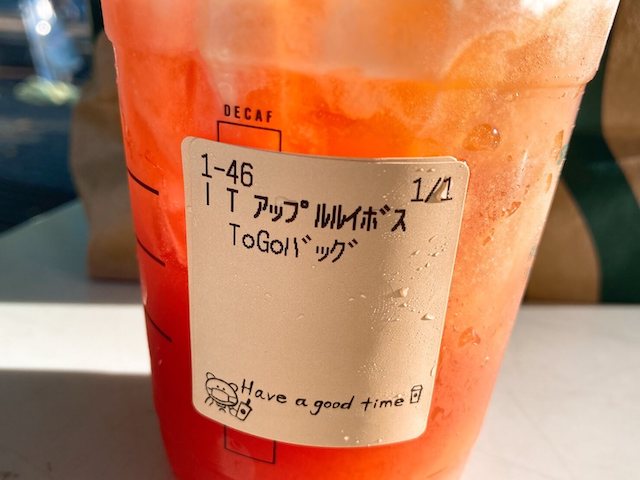 DECAF
1-46 1/1
I T アップルルイボス
ToGoバッグ
Have a good time